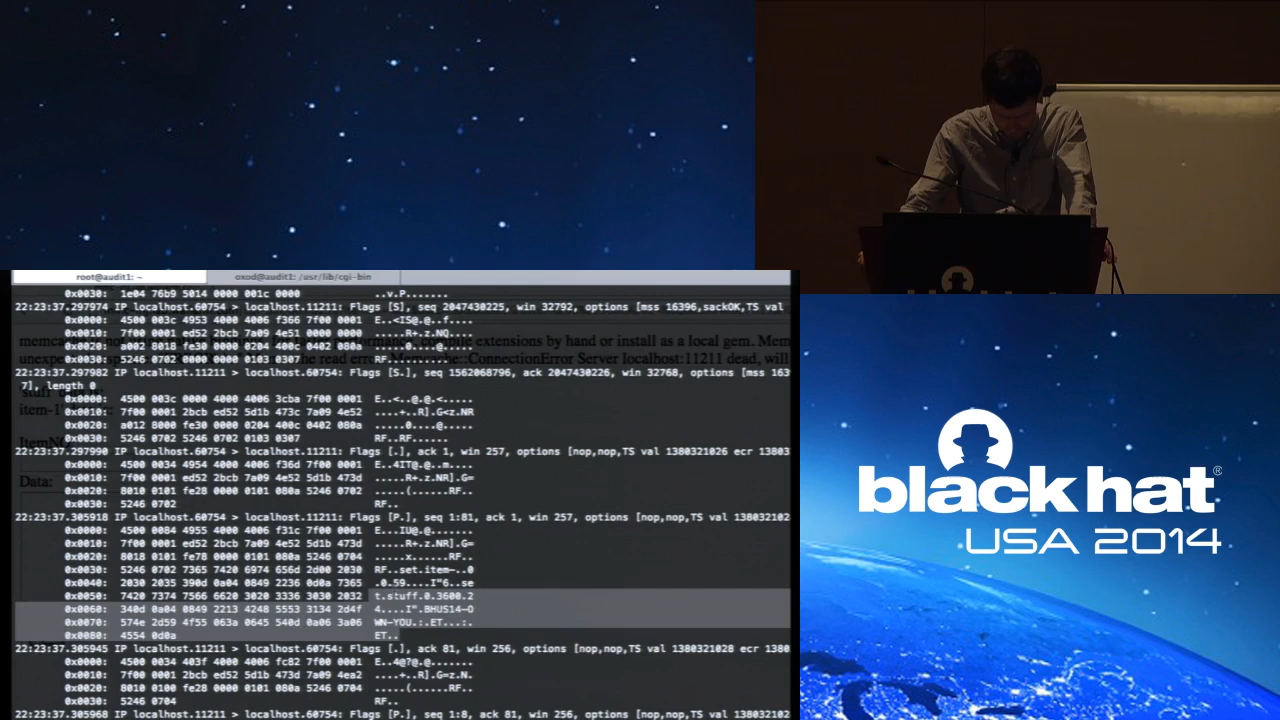 root@audit1: ~ oxod@audit1: /usr/lib/cgi-bin
0x0030: 1e04 76b9 5014 0000 001c 0000 ..v.P.......
22:23:37.297974 IP localhost.60754 > localhost.11211: Flags [S], seq 2047430225, win 32792, options [mss 16396,sackOK,TS val
0x0000: 4500 003c 4953 4000 4006 f366 7f00 0001 E..<IS@.@..f....
0x0010: 7f00 0001 ed52 2bcb 7a09 4e51 0000 0000 .....R+.z.NQ....
0x0020: a002 8018 fe30 0000 0204 400c 0402 080a .....0....@.....
0x0030: 5246 0702 0000 0000 0103 0307 RF..........
22:23:37.297982 IP localhost.11211 > localhost.60754: Flags [S.], seq 1562068796, ack 2047430226, win 32768, options [mss 163
7], length 0
0x0000: 4500 003c 0000 4000 4006 3cba 7f00 0001 E..<..@.@.<.....
0x0010: 7f00 0001 2bcb ed52 5d1b 473c 7a09 4e52 ....+..R].G<z.NR
0x0020: a012 8000 fe30 0000 0204 400c 0402 080a .....0....@.....
0x0030: 5246 0702 5246 0702 0103 0307 RF..RF......
22:23:37.297990 IP localhost.60754 > localhost.11211: Flags [.], ack 1, win 257, options [nop,nop,TS val 1380321026 ecr 13803
0x0000: 4500 0034 4954 4000 4006 f36d 7f00 0001 E..4IT@.@..m....
0x0010: 7f00 0001 ed52 2bcb 7a09 4e52 5d1b 473d .....R+.z.NR].G=
0x0020: 8010 0101 fe28 0000 0101 080a 5246 0702 .....(......RF..
0x0030: 5246 0702 RF..
22:23:37.305918 IP localhost.60754 > localhost.11211: Flags [P.], seq 1:81, ack 1, win 257, options [nop,nop,TS val 138032102
0x0000: 4500 0084 4955 4000 4006 f31c 7f00 0001 E...IU@.@.......
0x0010: 7f00 0001 ed52 2bcb 7a09 4e52 5d1b 473d .....R+.z.NR].G=
0x0020: 8018 0101 fe78 0000 0101 080a 5246 0704 .....x......RF..
0x0030: 5246 0702 7365 7420 6974 656d 2d00 2030 RF..set.item-..0
0x0040: 2030 2035 390d 0a04 0849 2236 0d0a 7365 .0.59....I"6..se
0x0050: 7420 7374 7566 6620 3020 3336 3030 2032 t.stuff.0.3600.2
0x0060: 340d 0a04 0849 2213 4248 5553 3134 2d4f 4....I".BHUS14-O
0x0070: 574e 2d59 4f55 063a 0645 540d 0a06 3a06 WN-YOU.:.ET...:.
0x0080: 4554 0d0a ET..
22:23:37.305945 IP localhost.11211 > localhost.60754: Flags [.], ack 81, win 256, options [nop,nop,TS val 1380321028 ecr 1380
0x0000: 4500 0034 403f 4000 4006 fc82 7f00 0001 E..4@?@.@.......
0x0010: 7f00 0001 2bcb ed52 5d1b 473d 7a09 4ea2 ....+..R].G=z.N.
0x0020: 8010 0100 fe28 0000 0101 080a 5246 0704 .....(......RF..
0x0030: 5246 0704 RF..
22:23:37.305968 IP localhost.11211 > localhost.60754: Flags [P.], seq 1:8, ack 81, win 256, options [nop,nop,TS val 138032102
Data:
black hat®
USA 2014